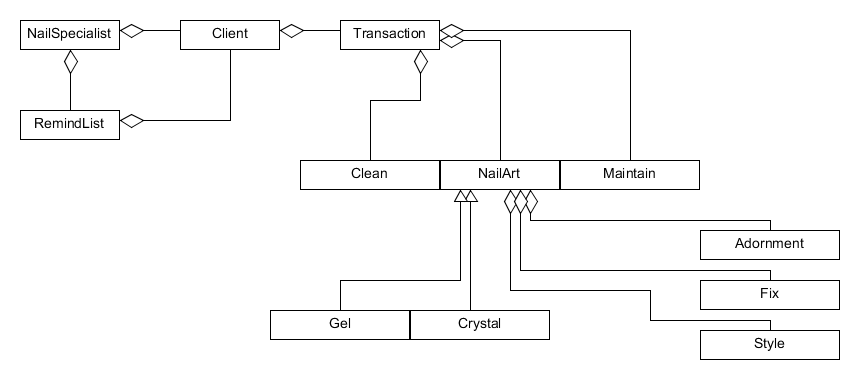 NailSpecialist
Client
Transaction
RemindList
Clean
NailArt
Maintain
Adornment
Fix
Gel
Crystal
Style